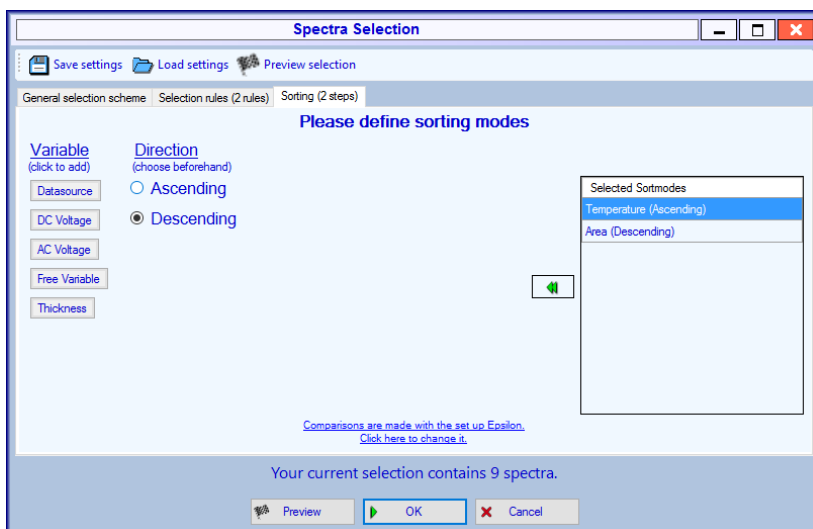 Spectra Selection
Save settings Load settings Preview selection
General selection scheme Selection rules (2 rules) Sorting (2 steps)
Please define sorting modes
Variable
(click to add)
Direction
(choose beforehand)
Datasource
DC Voltage
AC Voltage
Free Variable
Thickness
Ascending
Descending
Selected Sortmodes
Temperature (Ascending)
Area (Descending)
Comparisons are made with the set up Epsilon.
Click here to change it.
Your current selection contains 9 spectra.
Preview OK Cancel